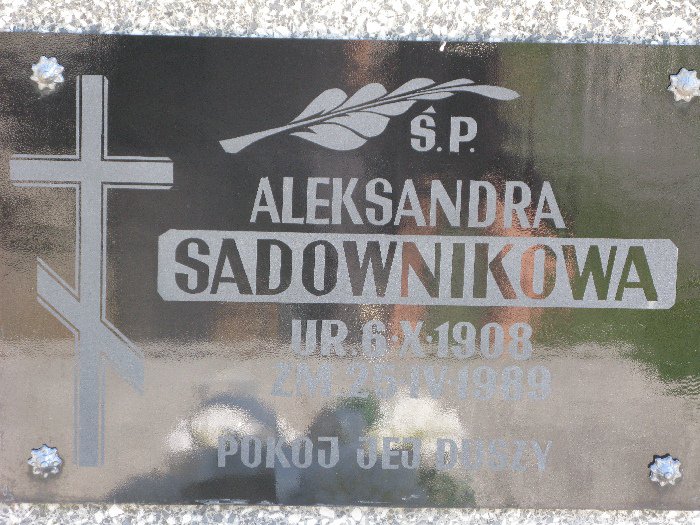 Ś.P.
ALEKSANDRA
SADOWNIKOWA
UR. 6·X·1908
ZM. 25·IV·1989
POKÓJ JEJ DUSZY